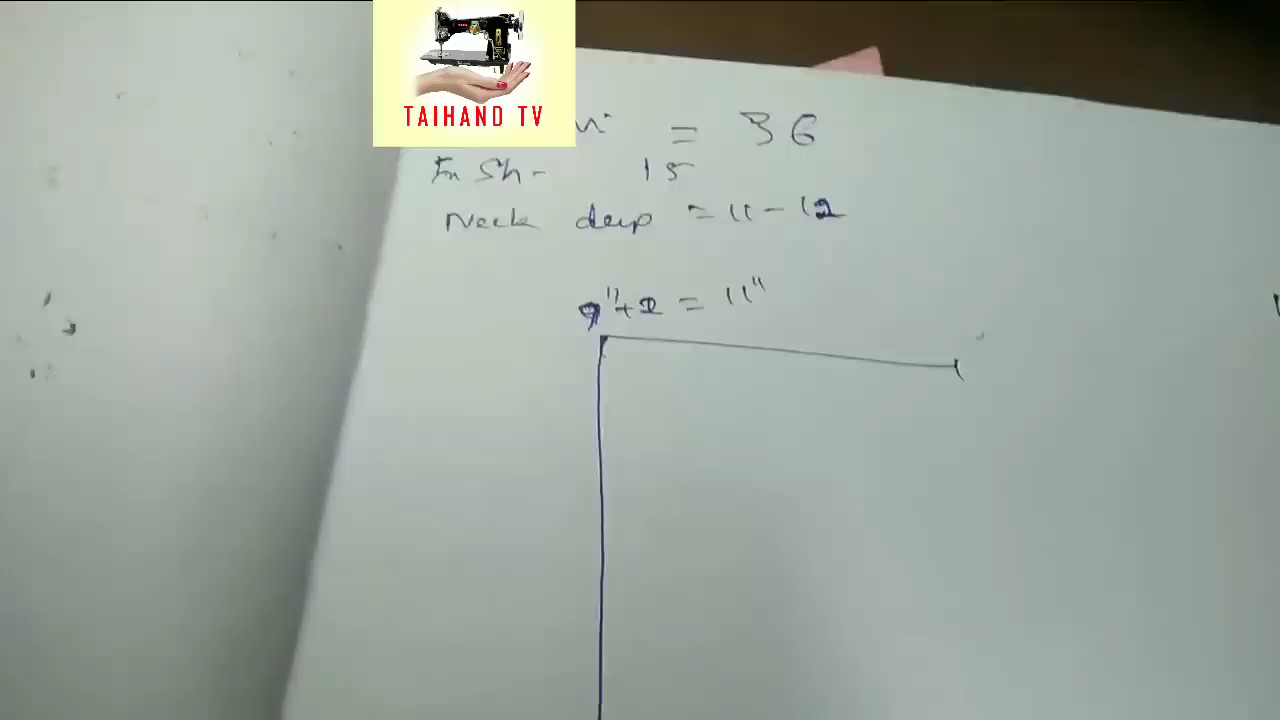 TAIHAND TV
= 36
Sh- 15
Neck deep = 11 - 12
9"+2 = 11"